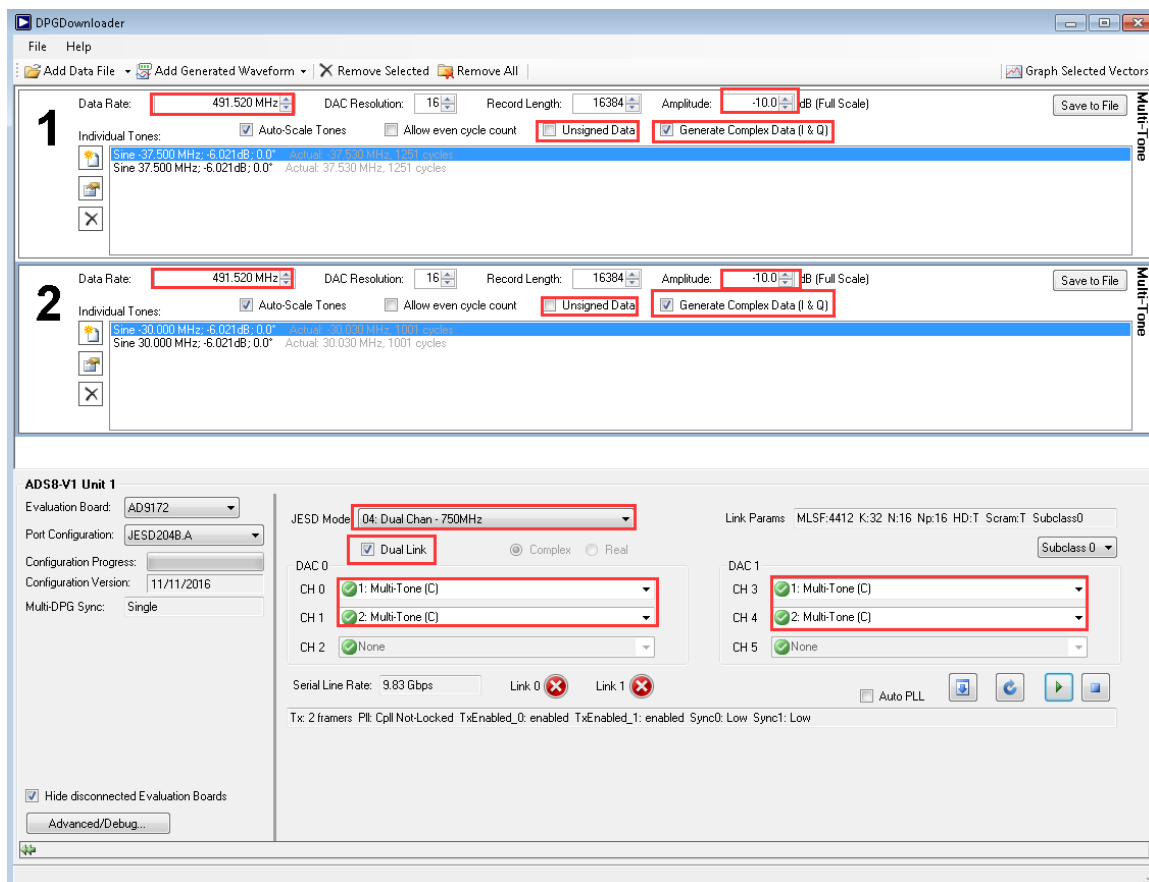 DPGDownloader
File Help
Add Data File Add Generated Waveform Remove Selected Remove All Graph Selected Vectors
1
Data Rate: 491.520 MHz DAC Resolution: 16 Record Length: 16384 Amplitude: -10.0 dB (Full Scale) Save to File
Individual Tones: Auto-Scale Tones Allow even cycle count Unsigned Data Generate Complex Data (I & Q)
Sine -37.500 MHz; -6.021dB; 0.0° Actual: -37.530 MHz, 1251 cycles
Sine 37.500 MHz; -6.021dB; 0.0° Actual: 37.530 MHz, 1251 cycles
Multi-Tone
2
Data Rate: 491.520 MHz DAC Resolution: 16 Record Length: 16384 Amplitude: -10.0 dB (Full Scale) Save to File
Individual Tones: Auto-Scale Tones Allow even cycle count Unsigned Data Generate Complex Data (I & Q)
Sine -30.000 MHz; -6.021dB; 0.0° Actual: -30.030 MHz, 1001 cycles
Sine 30.000 MHz; -6.021dB; 0.0° Actual: 30.030 MHz, 1001 cycles
Multi-Tone
ADS8-V1 Unit 1
Evaluation Board: AD9172
Port Configuration: JESD204B.A
Configuration Progress:
Configuration Version: 11/11/2016
Multi-DPG Sync: Single
Hide disconnected Evaluation Boards
Advanced/Debug...
JESD Mode 04: Dual Chan - 750MHz Link Params MLSF:4412 K:32 N:16 Np:16 HD:T Scram:T Subclass0
Dual Link Complex Real Subclass 0
DAC 0 DAC 1
CH 0 1: Multi-Tone (C) CH 3 1: Multi-Tone (C)
CH 1 2: Multi-Tone (C) CH 4 2: Multi-Tone (C)
CH 2 None CH 5 None
Serial Line Rate: 9.83 Gbps Link 0 Link 1 Auto PLL
Tx: 2 framers Pll: Cpll Not-Locked TxEnabled_0: enabled TxEnabled_1: enabled Sync0: Low Sync1: Low